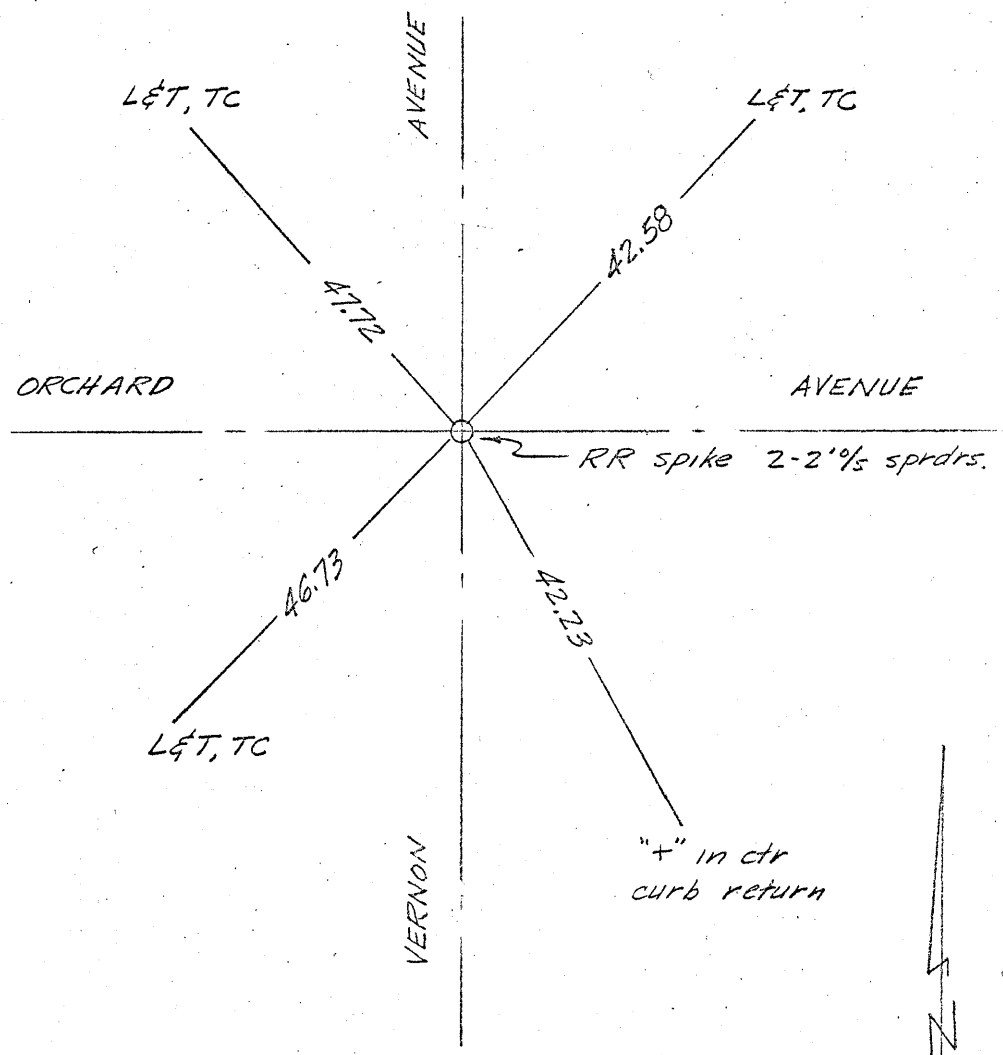 AVENUE
L&T, TC
L&T, TC
42.58
47.72
ORCHARD
AVENUE
RR spike 2-2' o/s sprdrs.
46.73
42.23
L&T, TC
"+" in ctr
curb return
VERNON
N